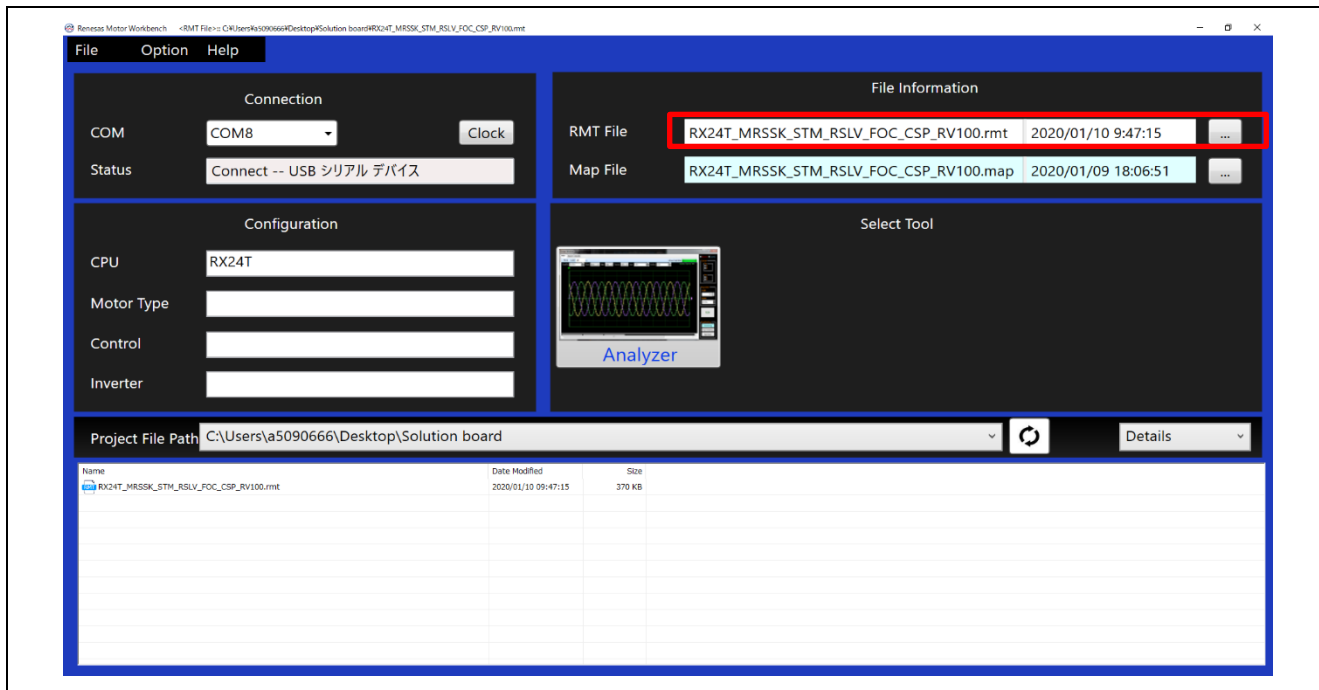 Renesas Motor Workbench <RMT File>:: C:¥Users¥a5090666¥Desktop¥Solution board¥RX24T_MRSSK_STM_RSLV_FOC_CSP_RV100.rmt
File Option Help
Connection
COM COM8 Clock
Status Connect -- USB シリアル デバイス
File Information
RMT File RX24T_MRSSK_STM_RSLV_FOC_CSP_RV100.rmt 2020/01/10 9:47:15 ...
Map File RX24T_MRSSK_STM_RSLV_FOC_CSP_RV100.map 2020/01/09 18:06:51 ...
Configuration
CPU RX24T
Motor Type
Control
Inverter
Select Tool
Analyzer
Project File Path C:\Users\a5090666\Desktop\Solution board Details
Name Date Modified Size
RX24T_MRSSK_STM_RSLV_FOC_CSP_RV100.rmt 2020/01/10 09:47:15 370 KB